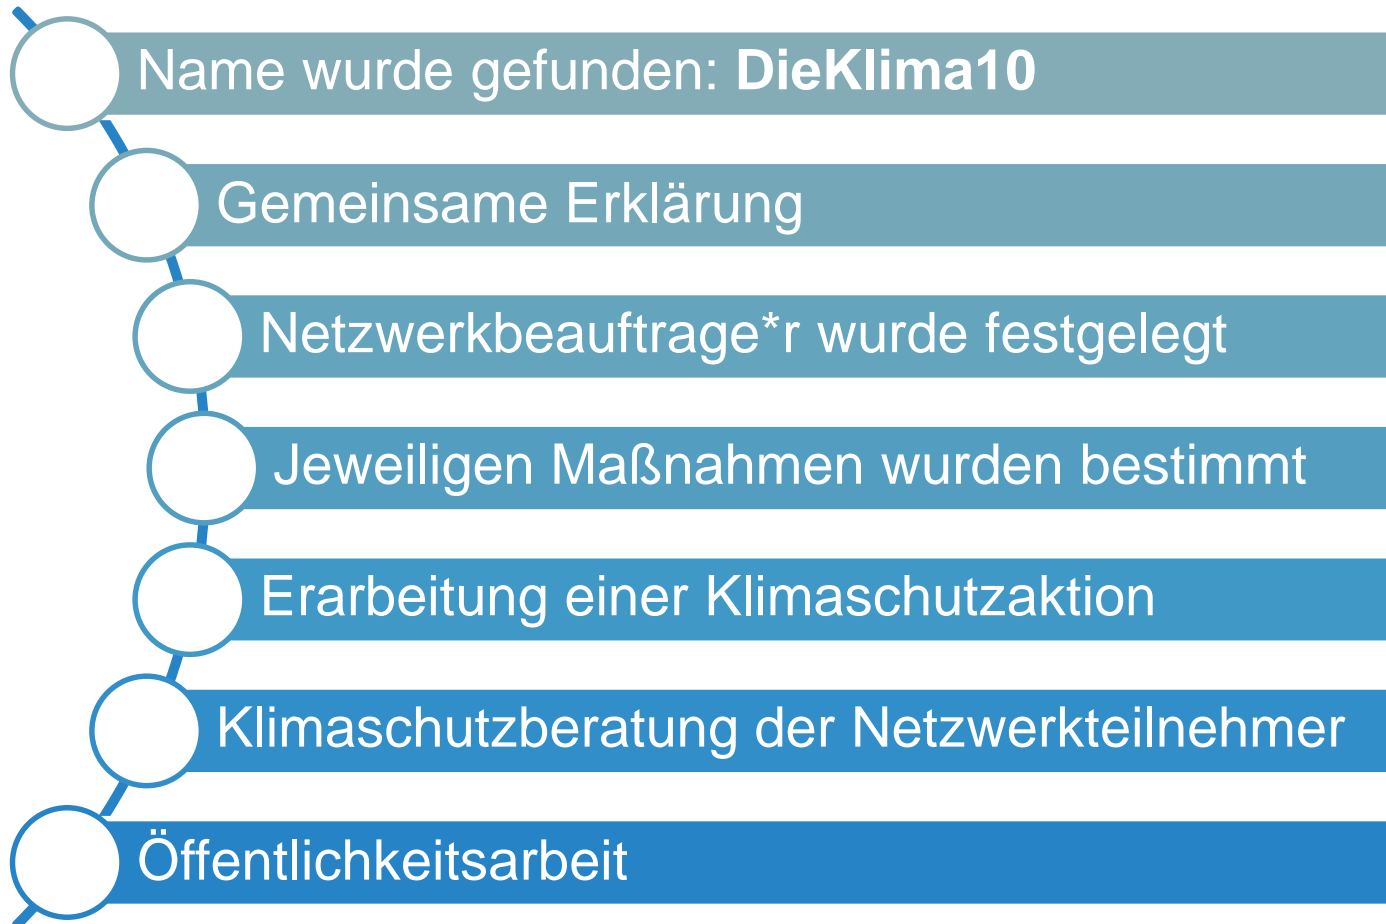 Name wurde gefunden: DieKlima10
Gemeinsame Erklärung
Netzwerkbeauftrage*r wurde festgelegt
Jeweiligen Maßnahmen wurden bestimmt
Erarbeitung einer Klimaschutzaktion
Klimaschutzberatung der Netzwerkteilnehmer
Öffentlichkeitsarbeit